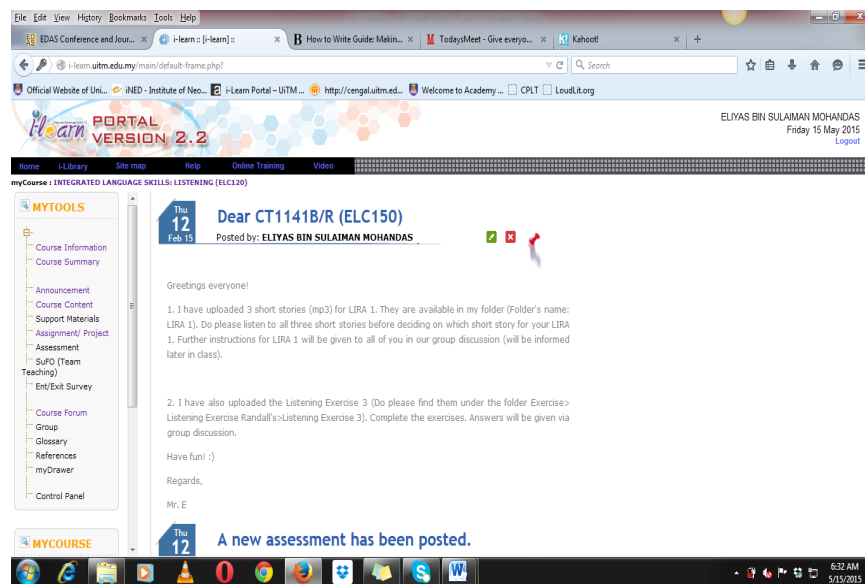 File Edit View History Bookmarks Tools Help
EDAS Conference and Jour... × i-learn :: [i-learn] :: × B How to Write Guide: Makin... × TodaysMeet - Give everyo... × K! Kahoot! × +
i-learn.uitm.edu.my/main/default-frame.php? Search
Official Website of Uni... iNED - Institute of Neo... i-Learn Portal – UiTM ... http://cengal.uitm.ed... Welcome to Academy ... CPLT LoudLit.org
i-Learn PORTAL
VERSION 2.2
ELIYAS BIN SULAIMAN MOHANDAS
Friday 15 May 2015
Logout
Home i-Library Site map Help Online Training Video
myCourse : INTEGRATED LANGUAGE SKILLS: LISTENING (ELC120)
MYTOOLS
Course Information
Course Summary
Announcement
Course Content
Support Materials
Assignment/ Project
Assessment
SuFO (Team
Teaching)
Ent/Exit Survey
Course Forum
Group
Glossary
References
myDrawer
Control Panel
MYCOURSE
Thu
12
Feb 15
Dear CT1141B/R (ELC150)
Posted by: ELIYAS BIN SULAIMAN MOHANDAS
Greetings everyone!
1. I have uploaded 3 short stories (mp3) for LIRA 1. They are available in my folder (Folder's name:
LIRA 1). Do please listen to all three short stories before deciding on which short story for your LIRA
1. Further instructions for LIRA 1 will be given to all of you in our group discussion (will be informed
later in class).
2. I have also uploaded the Listening Exercise 3 (Do please find them under the folder Exercise>
Listening Exercise Randall's>Listening Exercise 3). Complete the exercises. Answers will be given via
group discussion.
Have fun! :)
Regards,
Mr. E
Thu
12
A new assessment has been posted.
6:32 AM
5/15/2015